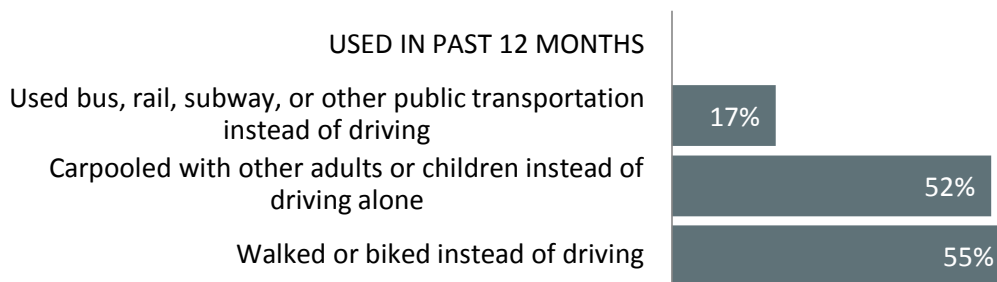 USED IN PAST 12 MONTHS
Used bus, rail, subway, or other public transportation
instead of driving
17%
Carpooled with other adults or children instead of
driving alone
52%
Walked or biked instead of driving
55%